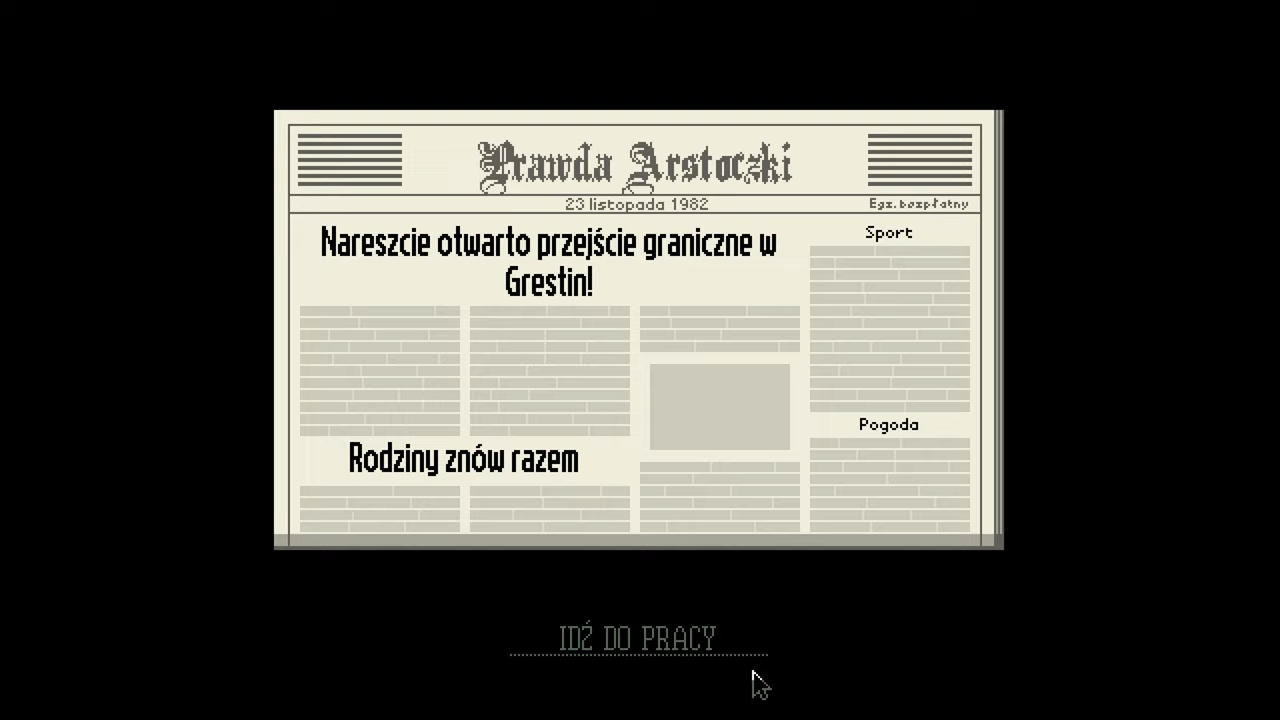 Prawda Arstoczki
23 listopada 1982
Egz. bezpłatny
Nareszcie otwarto przejście graniczne w
Grestin!
Sport
Pogoda
Rodziny znów razem
IDŹ DO PRACY